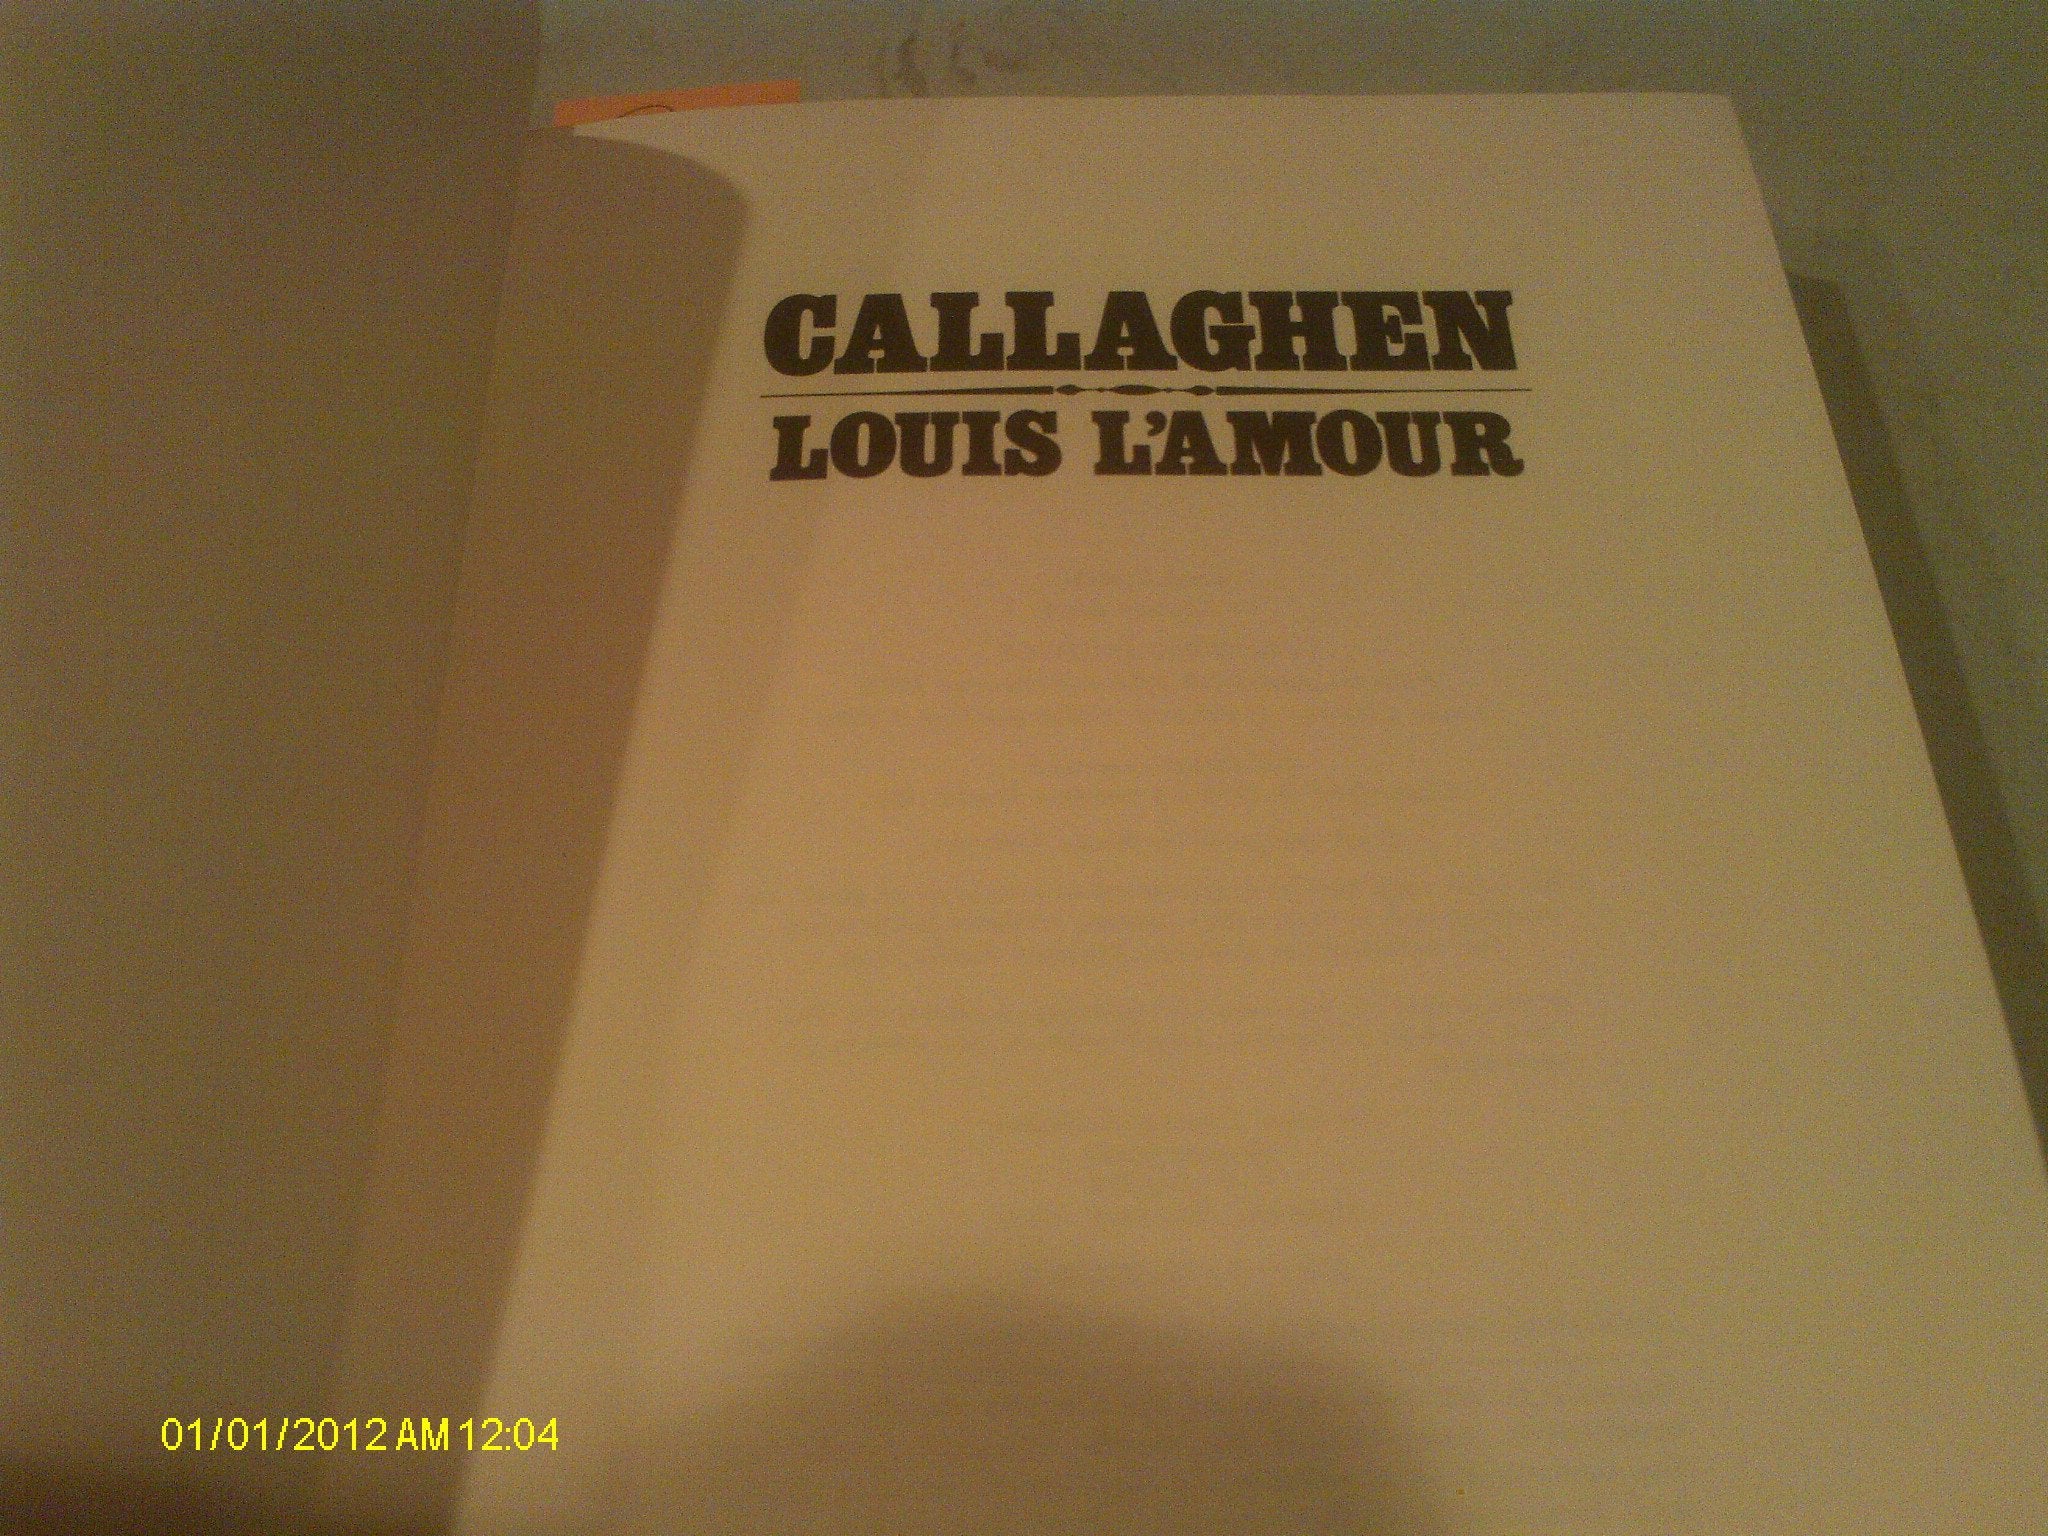 CALLAGHEN
LOUIS L'AMOUR
01/01/2012 AM 12:04